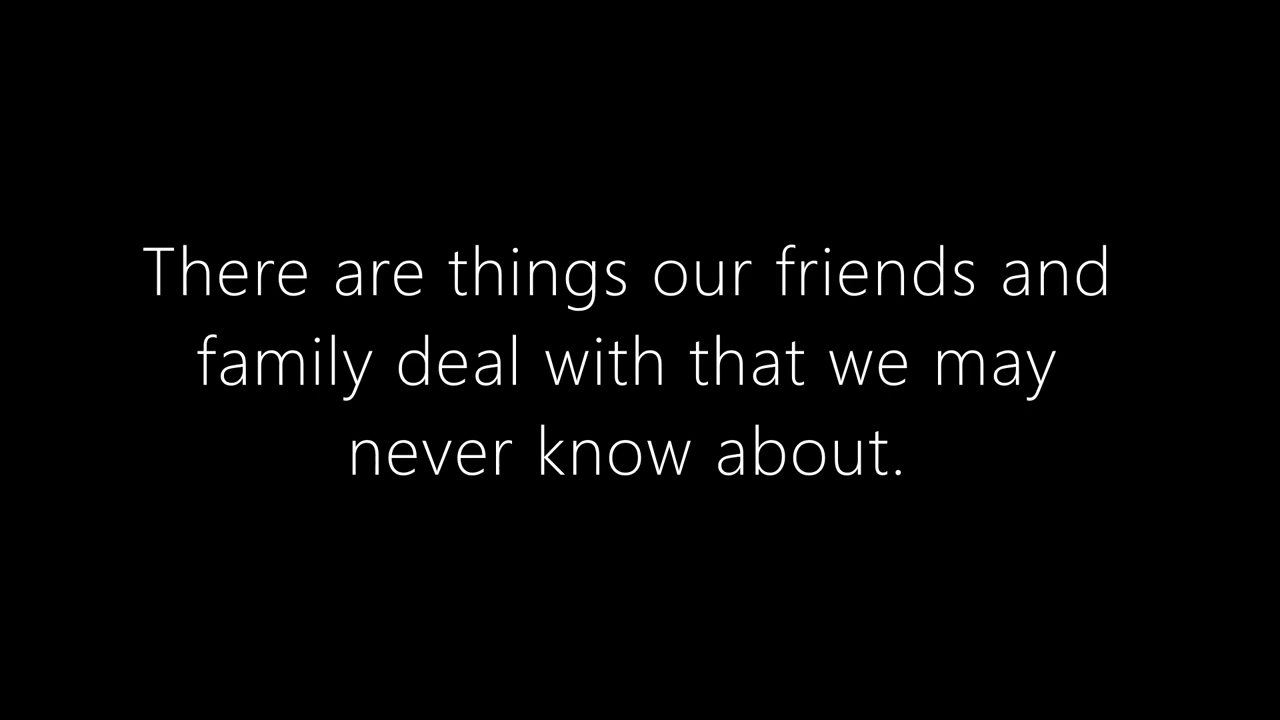 There are things our friends and
family deal with that we may
never know about.